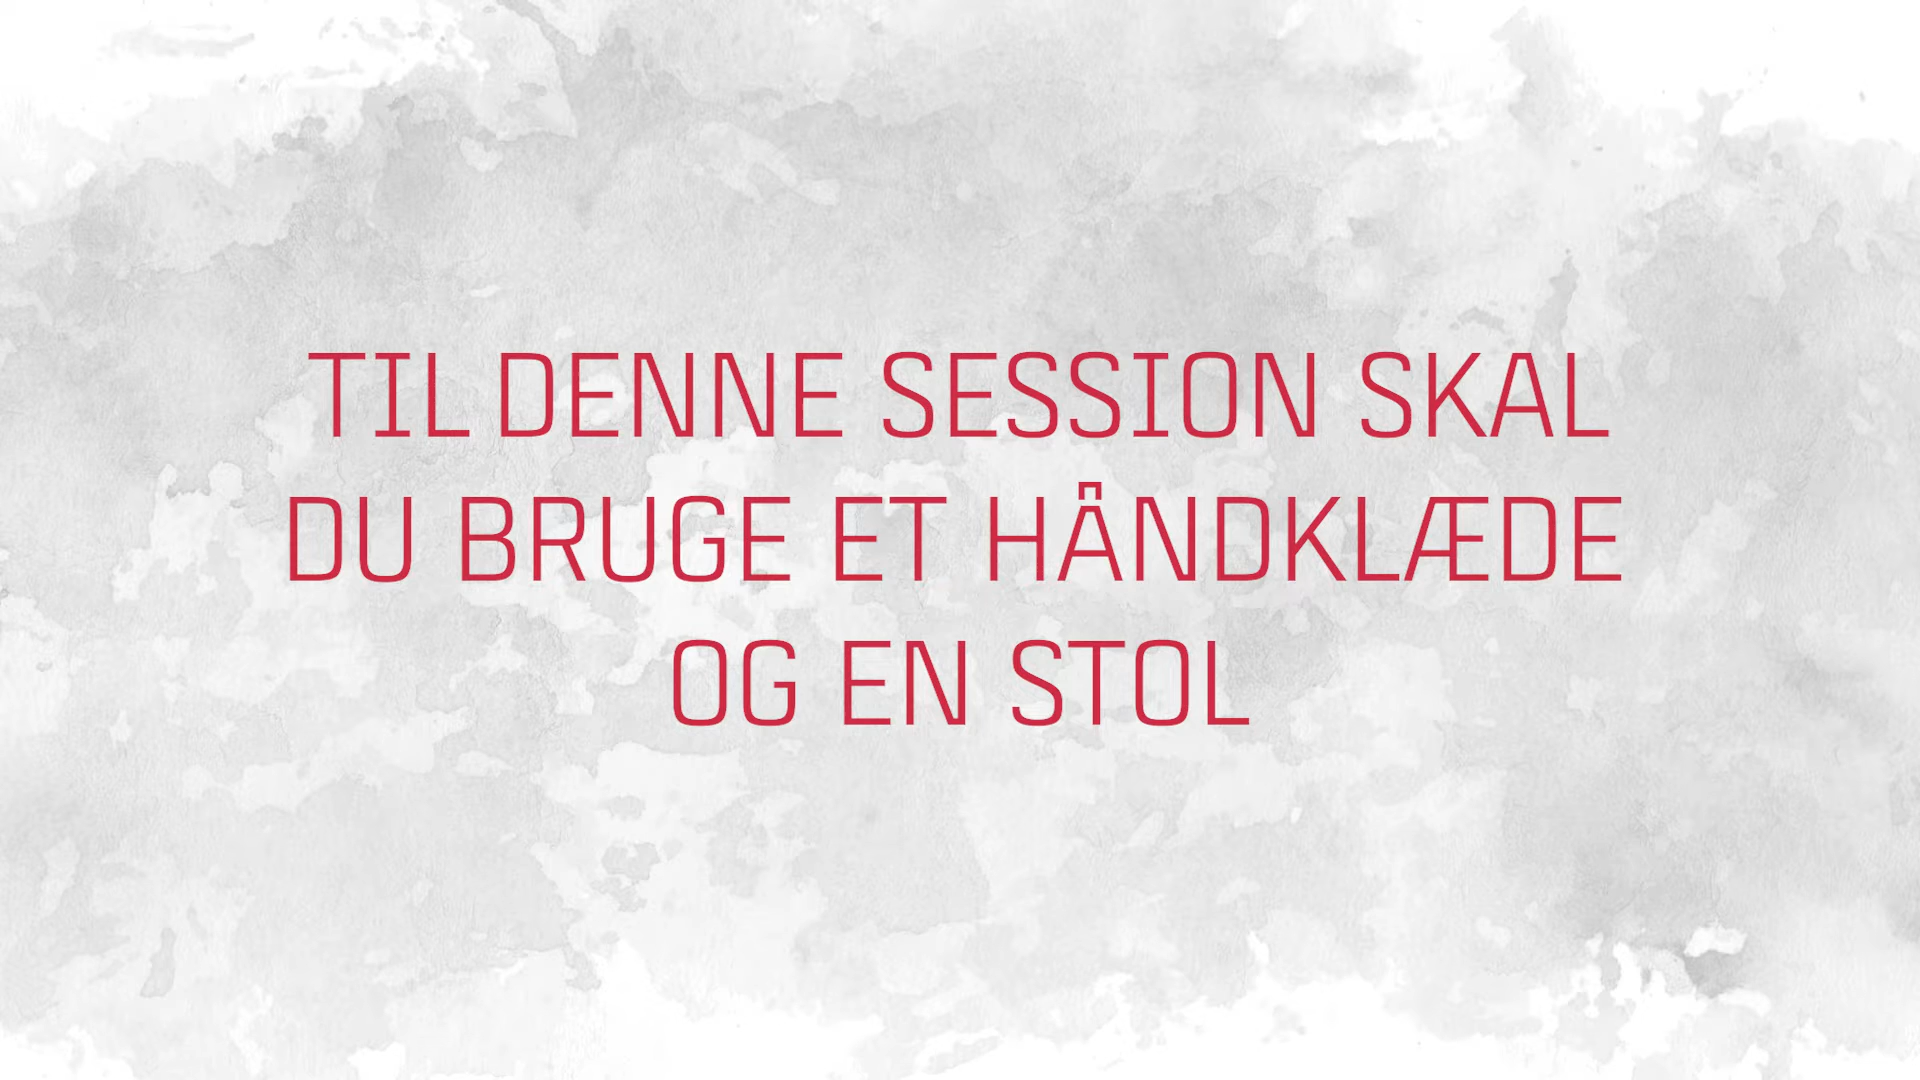 TIL DENNE SESSION SKAL
DU BRUGE ET HÅNDKLÆDE
OG EN STOL